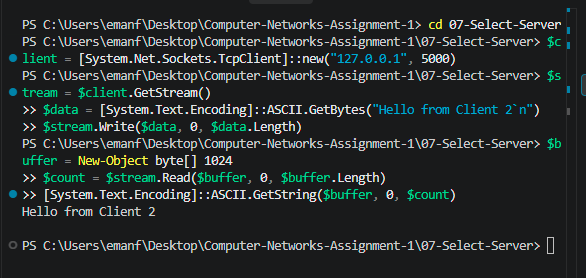 PS C:\Users\emanf\Desktop\Computer-Networks-Assignment-1> cd 07-Select-Server
PS C:\Users\emanf\Desktop\Computer-Networks-Assignment-1\07-Select-Server> $c
lient = [System.Net.Sockets.TcpClient]::new("127.0.0.1", 5000)
PS C:\Users\emanf\Desktop\Computer-Networks-Assignment-1\07-Select-Server> $s
tream = $client.GetStream()
>> $data = [System.Text.Encoding]::ASCII.GetBytes("Hello from Client 2`n")
>> $stream.Write($data, 0, $data.Length)
PS C:\Users\emanf\Desktop\Computer-Networks-Assignment-1\07-Select-Server> $b
uffer = New-Object byte[] 1024
>> $count = $stream.Read($buffer, 0, $buffer.Length)
>> [System.Text.Encoding]::ASCII.GetString($buffer, 0, $count)
Hello from Client 2
PS C:\Users\emanf\Desktop\Computer-Networks-Assignment-1\07-Select-Server>